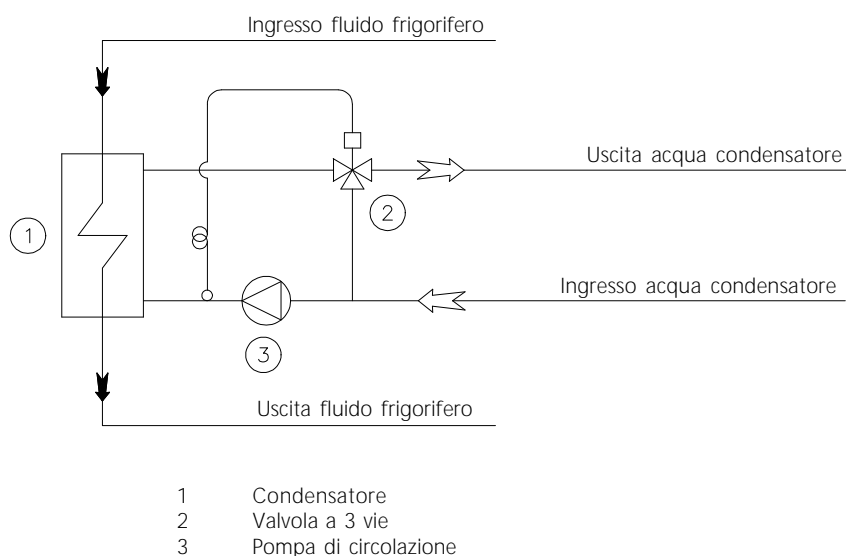 Ingresso fluido frigorifero
Uscita acqua condensatore
2
1
Ingresso acqua condensatore
3
Uscita fluido frigorifero
1 Condensatore
2 Valvola a 3 vie
3 Pompa di circolazione